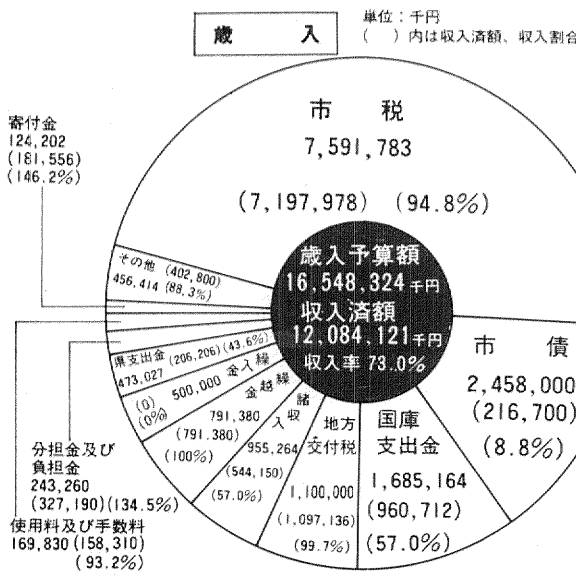 歳 入
単位：千円
( )内は収入済額、収入割合
市 税
7,591,783
(7,197,978) (94.8%)
寄付金
124,202
(181,556)
(146.2%)
その他 (402,800)
456,414 (88.3%)
歳入予算額
16,548,324千円
収入済額
12,084,121千円
収入率 73.0%
県支出金 (206,206) (43.6%)
473,027
繰入金 500,000
(0)
(0%)
繰越金
791,380
(791.380)
(100%)
諸収入
955,264
(544,150)
(57.0%)
地方
交付税
1,100,000
(1,097,136)
(99.7%)
国庫
支出金
1,685,164
(960,712)
(57.0%)
市 債
2,458,000
(216,700)
(8.8%)
分担金及び
負担金
243,260
(327,190)(134.5%)
使用料及び手数料
169,830 (158,310)
(93.2%)